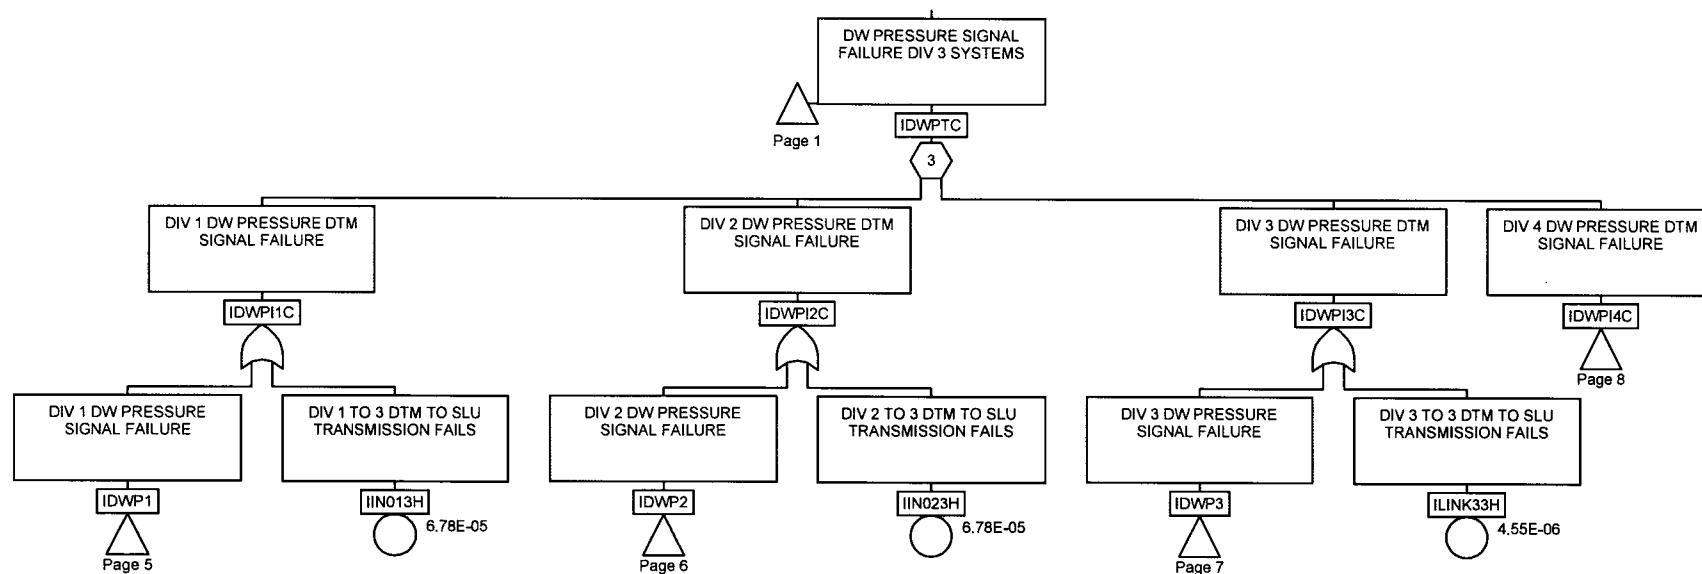 DW PRESSURE SIGNAL
FAILURE DIV 3 SYSTEMS
Page 1
IDWPTC
3
DIV 1 DW PRESSURE DTM
SIGNAL FAILURE
DIV 2 DW PRESSURE DTM
SIGNAL FAILURE
DIV 3 DW PRESSURE DTM
SIGNAL FAILURE
DIV 4 DW PRESSURE DTM
SIGNAL FAILURE
IDWPI1C
IDWPI2C
IDWPI3C
IDWPI4C
Page 8
DIV 1 DW PRESSURE
SIGNAL FAILURE
DIV 1 TO 3 DTM TO SLU
TRANSMISSION FAILS
DIV 2 DW PRESSURE
SIGNAL FAILURE
DIV 2 TO 3 DTM TO SLU
TRANSMISSION FAILS
DIV 3 DW PRESSURE
SIGNAL FAILURE
DIV 3 TO 3 DTM TO SLU
TRANSMISSION FAILS
IDWP1
IIN013H
IDWP2
IIN023H
IDWP3
ILINK33H
6.78E-05
6.78E-05
4.55E-06
Page 5
Page 6
Page 7